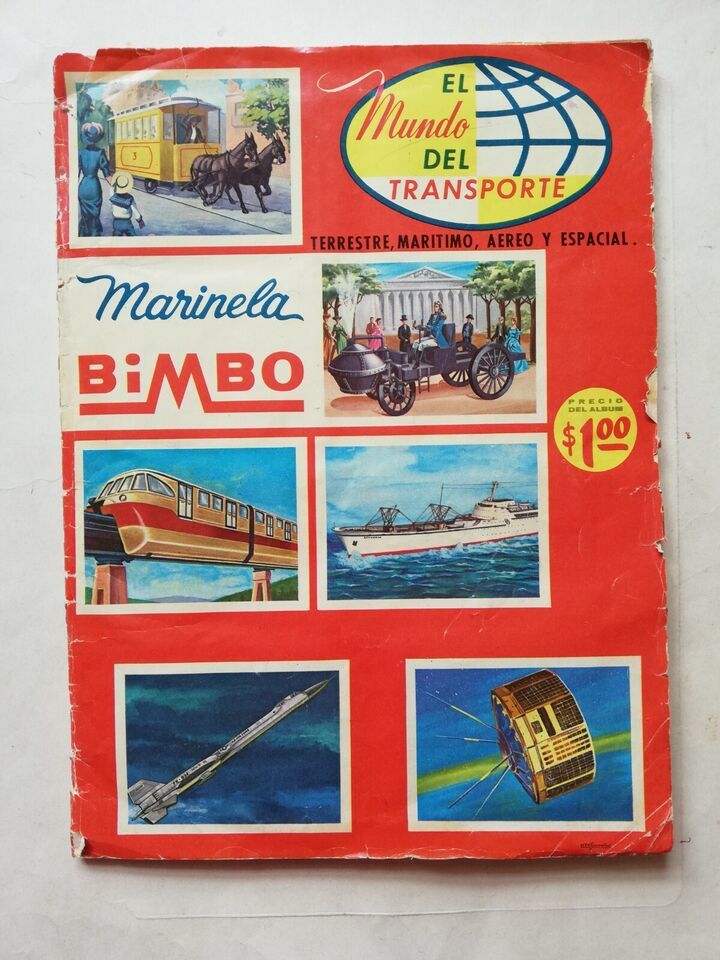 EL
Mundo
DEL
TRANSPORTE
TERRESTRE, MARITIMO, AEREO Y ESPACIAL.
Marinela
BiMBO
PRECIO
DEL ALBUM
$1.00
3